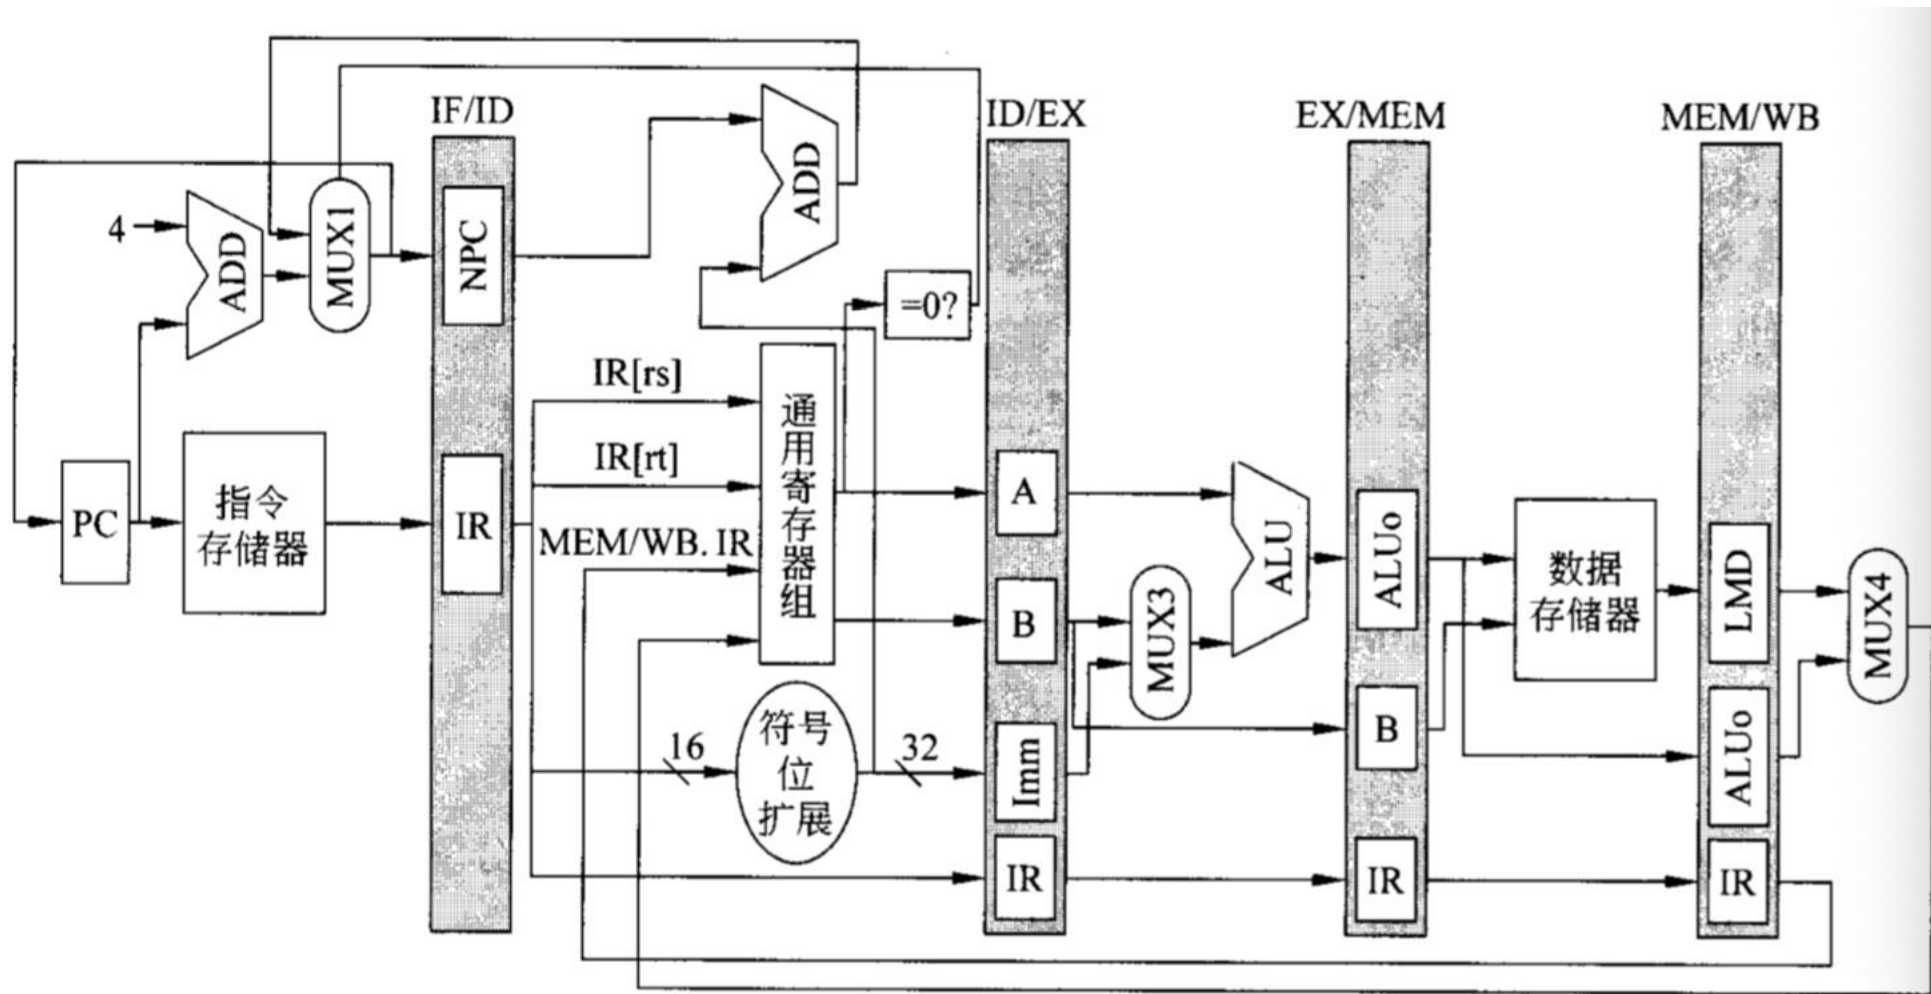 IF/ID
ID/EX
EX/MEM
MEM/WB
4
ADD
MUX1
NPC
ADD
=0?
IR[rs]
IR[rt]
MEM/WB. IR
PC
指令
存储器
IR
通用寄存器组
A
B
MUX3
ALU
ALUo
数据
存储器
LMD
MUX4
16
符号
位
扩展
32
Imm
B
ALUo
IR
IR
IR